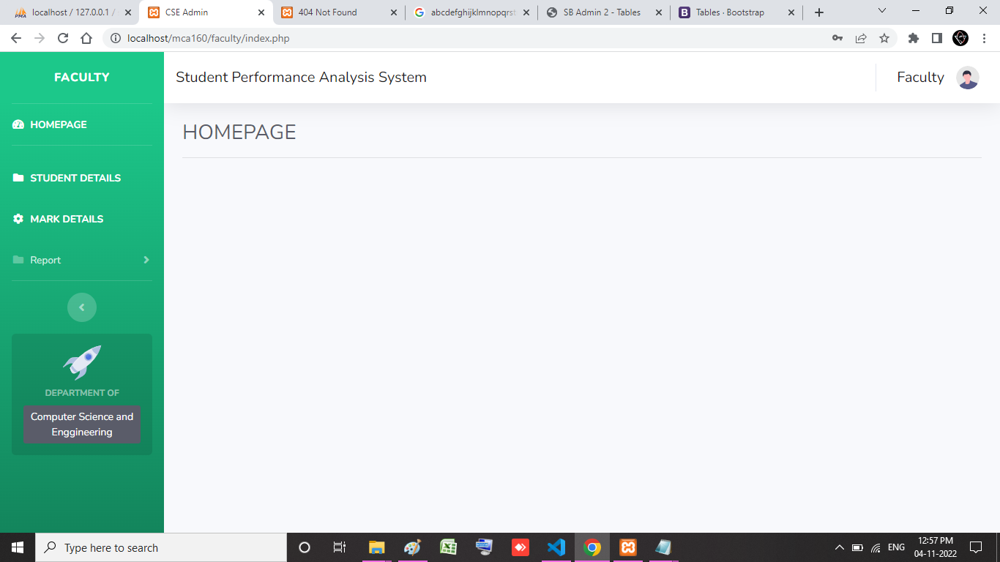 localhost / 127.0.0.1 /
CSE Admin
404 Not Found
abcdefghijklmnopqrst
SB Admin 2 - Tables
Tables · Bootstrap
localhost/mca160/faculty/index.php
FACULTY
Student Performance Analysis System
Faculty
HOMEPAGE
HOMEPAGE
STUDENT DETAILS
MARK DETAILS
Report
DEPARTMENT OF
Computer Science and
Enggineering
Type here to search
ENG
12:57 PM
04-11-2022